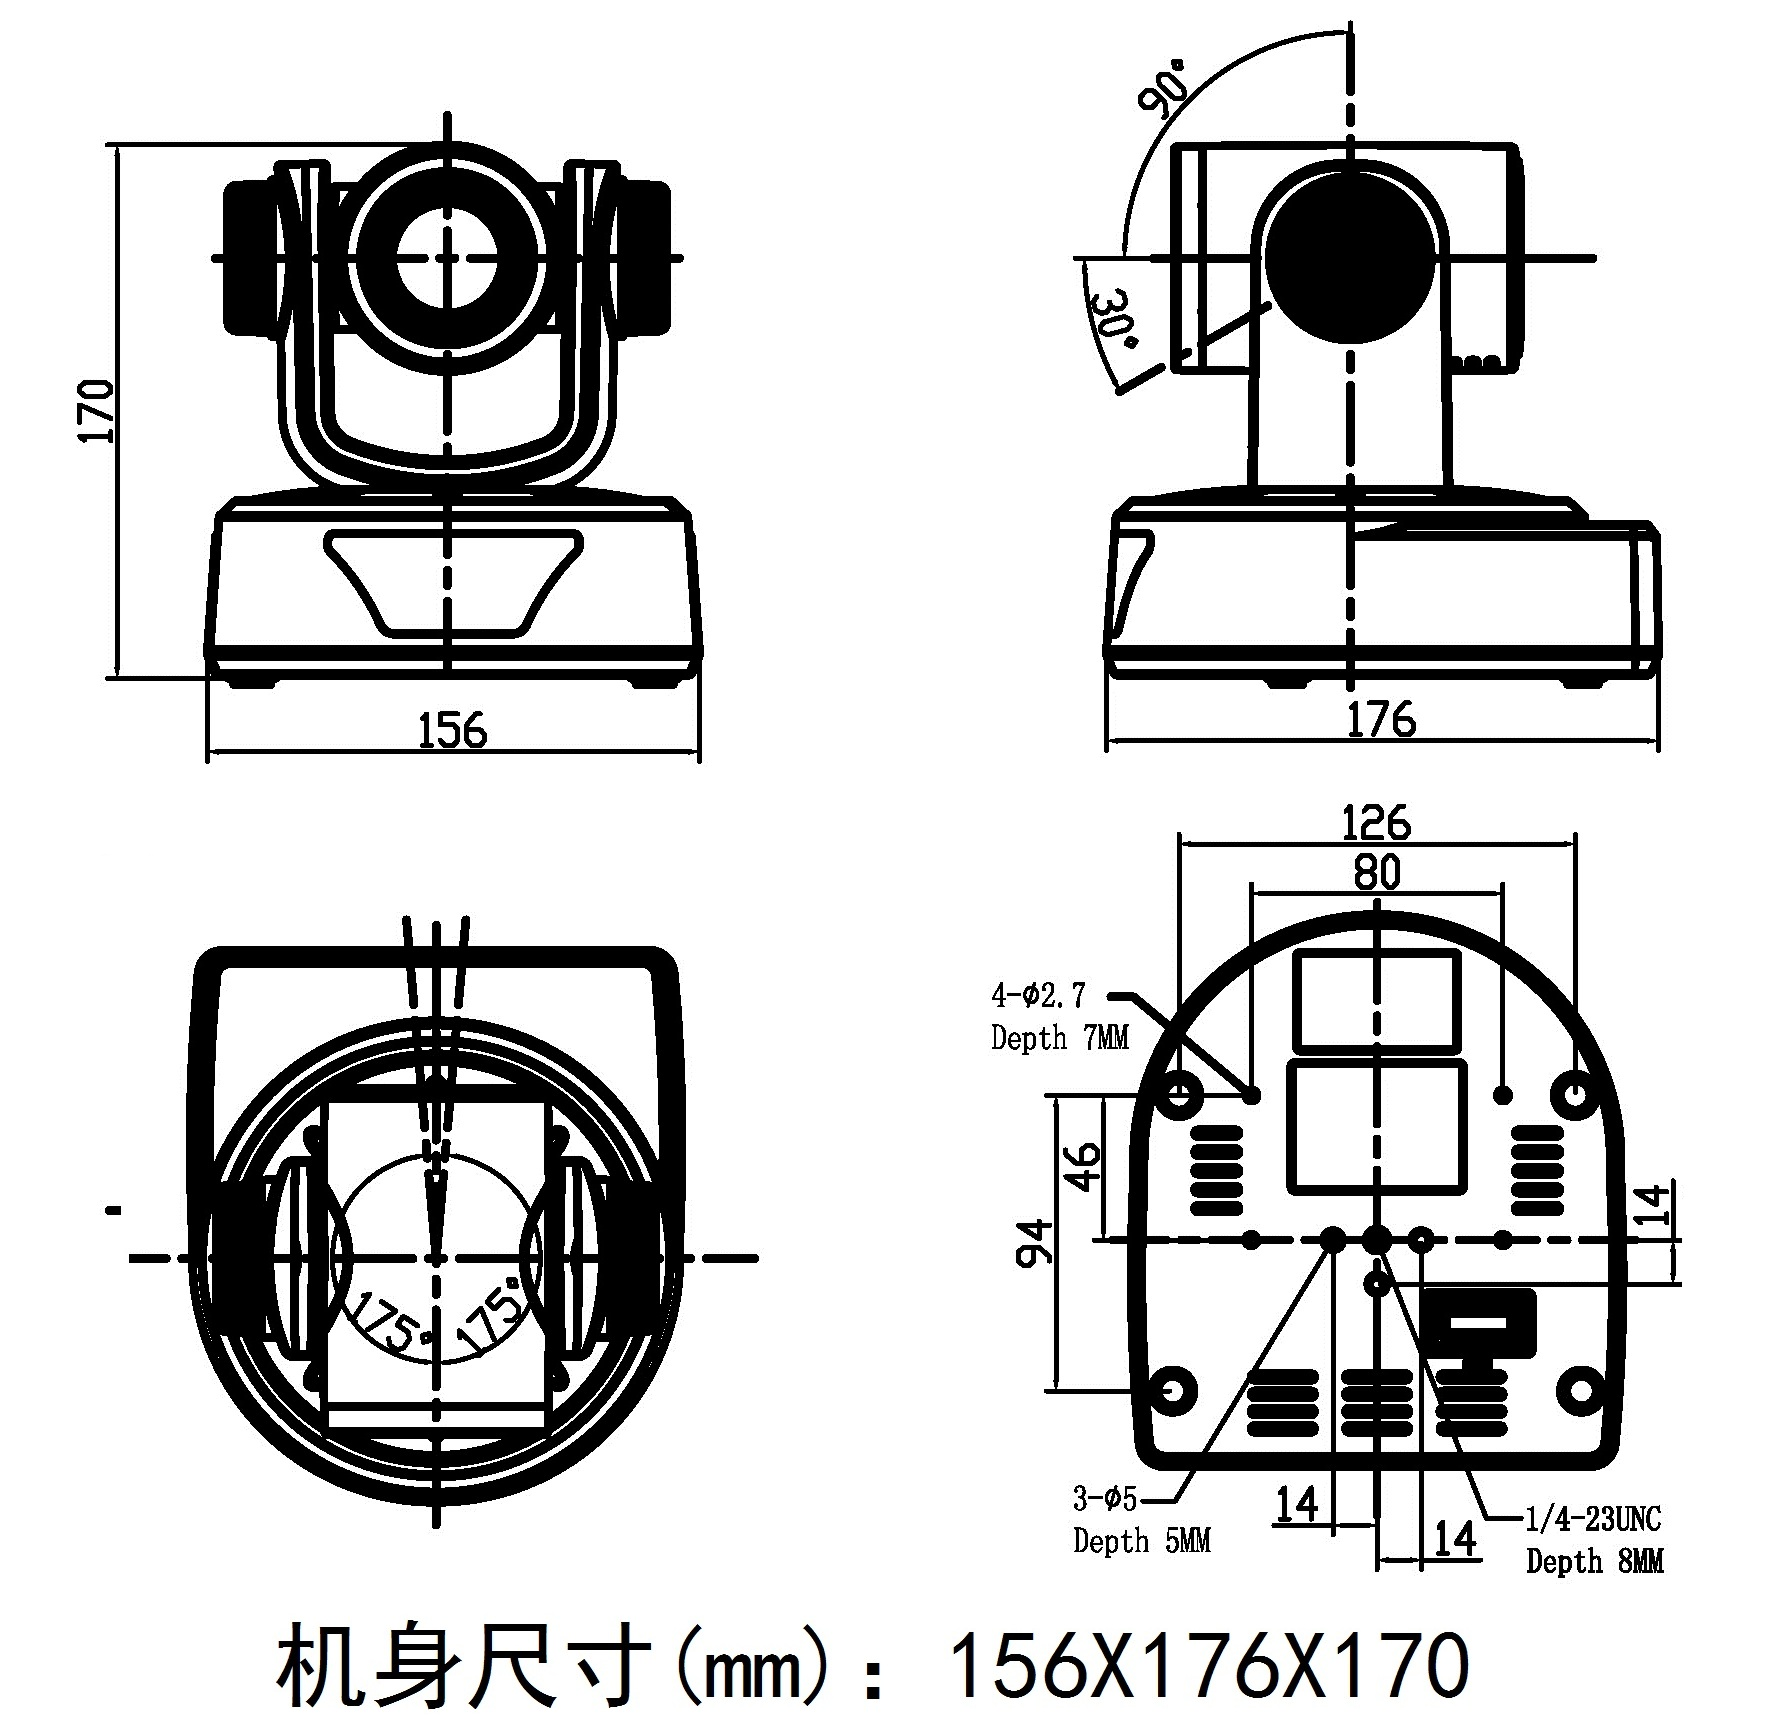 90°
30°
170
156
176
126
80
4-ϕ2.7
Depth 7MM
46
94
14
175°
175°
3-ϕ5
Depth 5MM
14
14
1/4-23UNC
Depth 8MM
机身尺寸(mm)：156X176X170